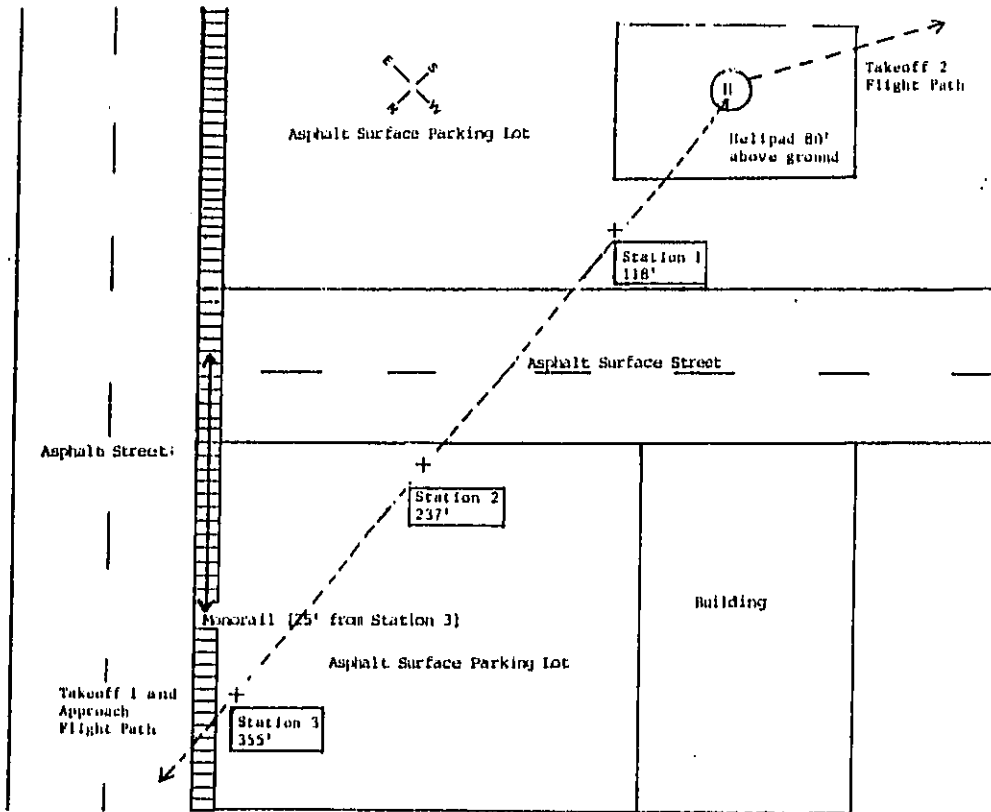 E S
N W
Asphalt Surface Parking Lot
H
Takeoff 2
Flight Path
Helipad 80'
above ground
Station 1
118'
Asphalt Surface Street
Asphalt Street
Station 2
237'
Building
Monorail (25' from Station 3)
Asphalt Surface Parking Lot
Takeoff 1 and
Approach
Flight Path
Station 3
355'